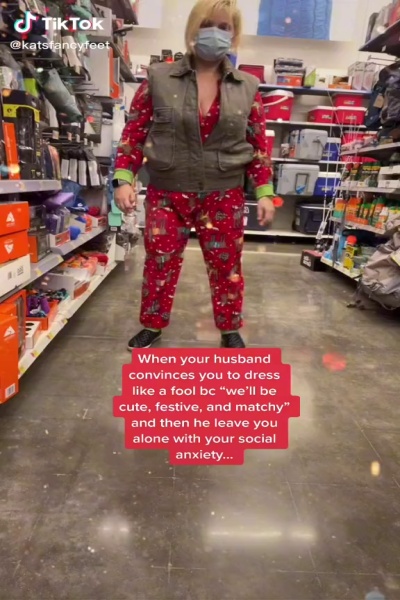 TikTok
@katsfancyfeet
When your husband
convinces you to dress
like a fool bc “we’ll be
cute, festive, and matchy”
and then he leave you
alone with your social
anxiety...